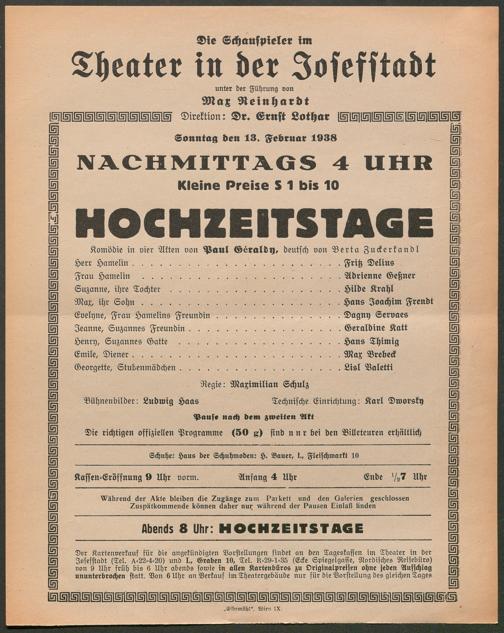 Die Schauspieler im
Theater in der Josefstadt
unter der Führung von
Max Reinhardt
Direktion: Dr. Ernst Lothar
Sonntag den 13. Februar 1938
NACHMITTAGS 4 UHR
Kleine Preise S 1 bis 10
HOCHZEITSTAGE
Komödie in vier Akten von Paul Géraldy, deutsch von Berta Zuckerkandl
Herr Hamelin . . . . . . . . . . Fritz Delius
Frau Hamelin . . . . . . . . . . Adrienne Geßner
Suzanne, ihre Tochter . . . . . . . . . . Hilde Krahl
Max, ihr Sohn . . . . . . . . . . Hans Joachim Frendt
Evelyne, Frau Hamelins Freundin . . . . . . . . . . Dagny Servaes
Jeanne, Suzannes Freundin . . . . . . . . . . Geraldine Katt
Henry, Suzannes Gatte . . . . . . . . . . Hans Thimig
Emile, Diener . . . . . . . . . . Max Brebeck
Georgette, Stubenmädchen . . . . . . . . . . Lisl Valetti
Regie: Maximilian Schulz
Bühnenbilder: Ludwig Haas Technische Einrichtung: Karl Dworsky
Pause nach dem zweiten Akt
Die richtigen offiziellen Programme (50 g) sind nur bei den Billeteuren erhältlich
Schuhe: Haus der Schuhmoden: H. Bauer, I., Fleischmarkt 10
Kassen-Eröffnung 9 Uhr vorm. Anfang 4 Uhr Ende ½7 Uhr
Während der Akte bleiben die Zugänge zum Parkett und den Galerien geschlossen
Zuspätkommende können daher nur während der Pausen Einlaß finden
Abends 8 Uhr: HOCHZEITSTAGE
Der Kartenverkauf für die angekündigten Vorstellungen findet an den Tageskassen im Theater in der
Josefstadt (Tel. A-22-4-20) und I., Graben 10, Tel. R-29-1-35 (Ecke Spiegelgasse, Nordisches Reisebüro)
von 9 Uhr früh bis 6 Uhr abends sowie in allen Kartenbüros zu Originalpreisen ohne jeden Aufschlag
ununterbrochen statt. Von 6 Uhr an Verkauf im Theatergebäude nur für die Vorstellung des gleichen Tages
„Elbemühl“, Wien IX.